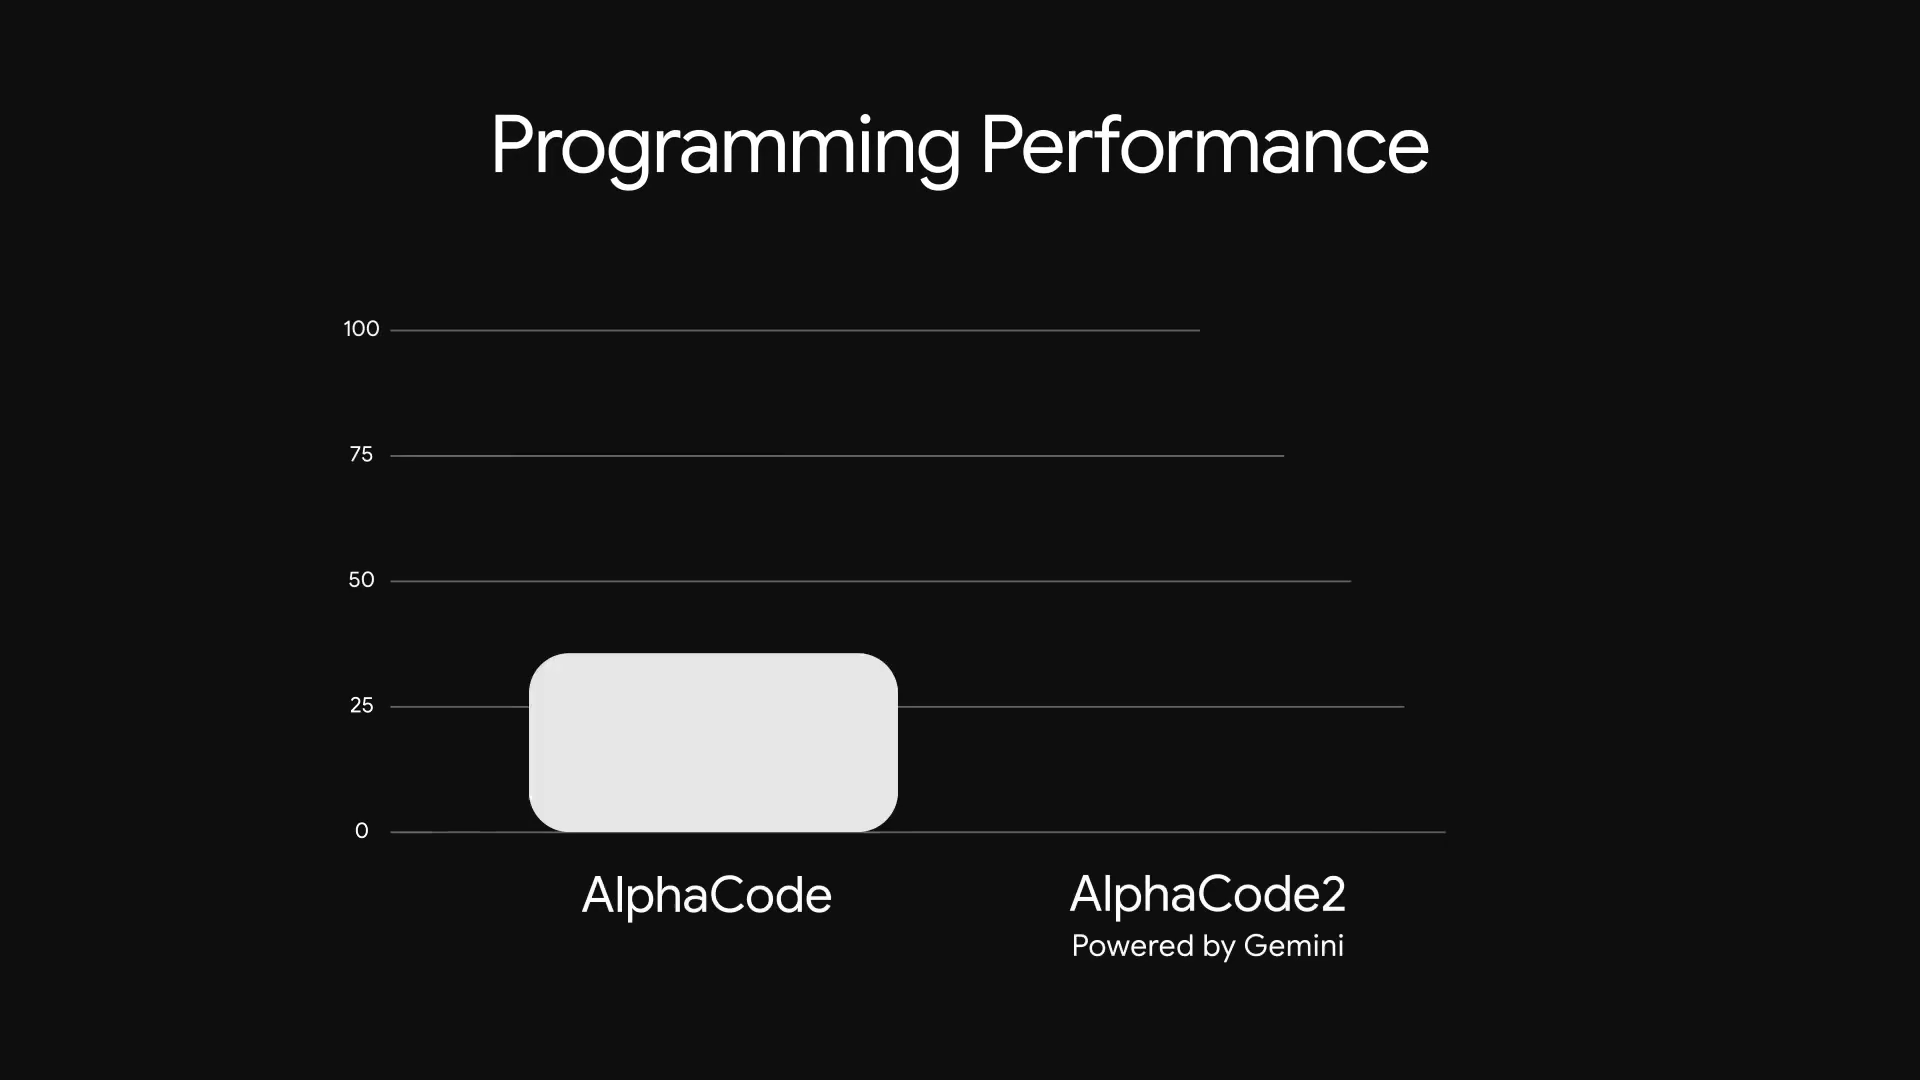 Programming Performance
100
75
50
25
0
AlphaCode
AlphaCode2
Powered by Gemini